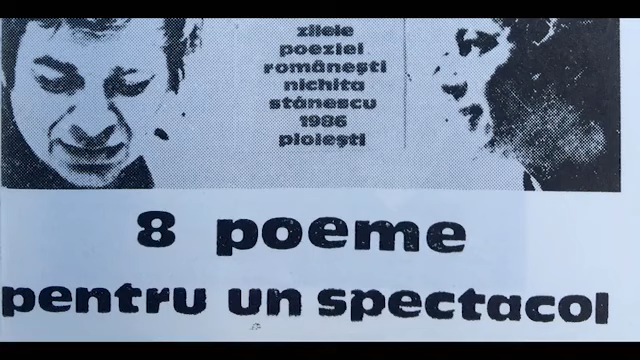 zilele
poeziei
românești
nichita
stănescu
1986
ploiești
8 poeme
pentru un spectacol